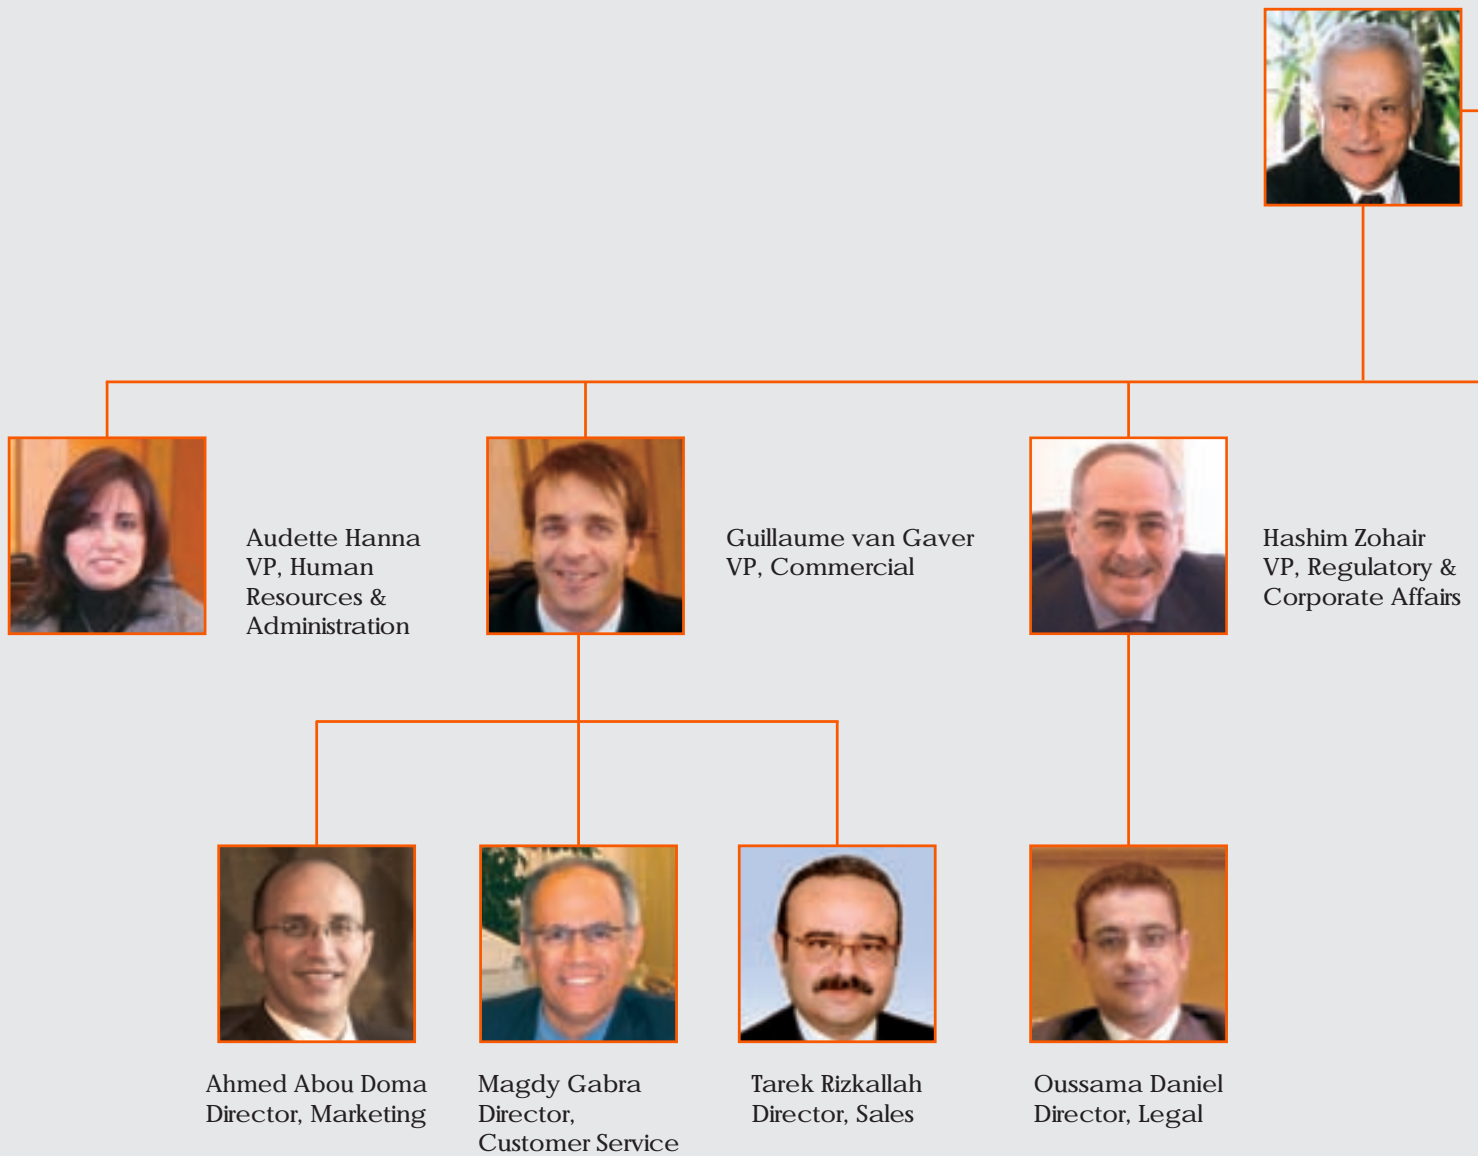 Audette Hanna
VP, Human
Resources &
Administration
Guillaume van Gaver
VP, Commercial
Hashim Zohair
VP, Regulatory &
Corporate Affairs
Ahmed Abou Doma
Director, Marketing
Magdy Gabra
Director,
Customer Service
Tarek Rizkallah
Director, Sales
Oussama Daniel
Director, Legal